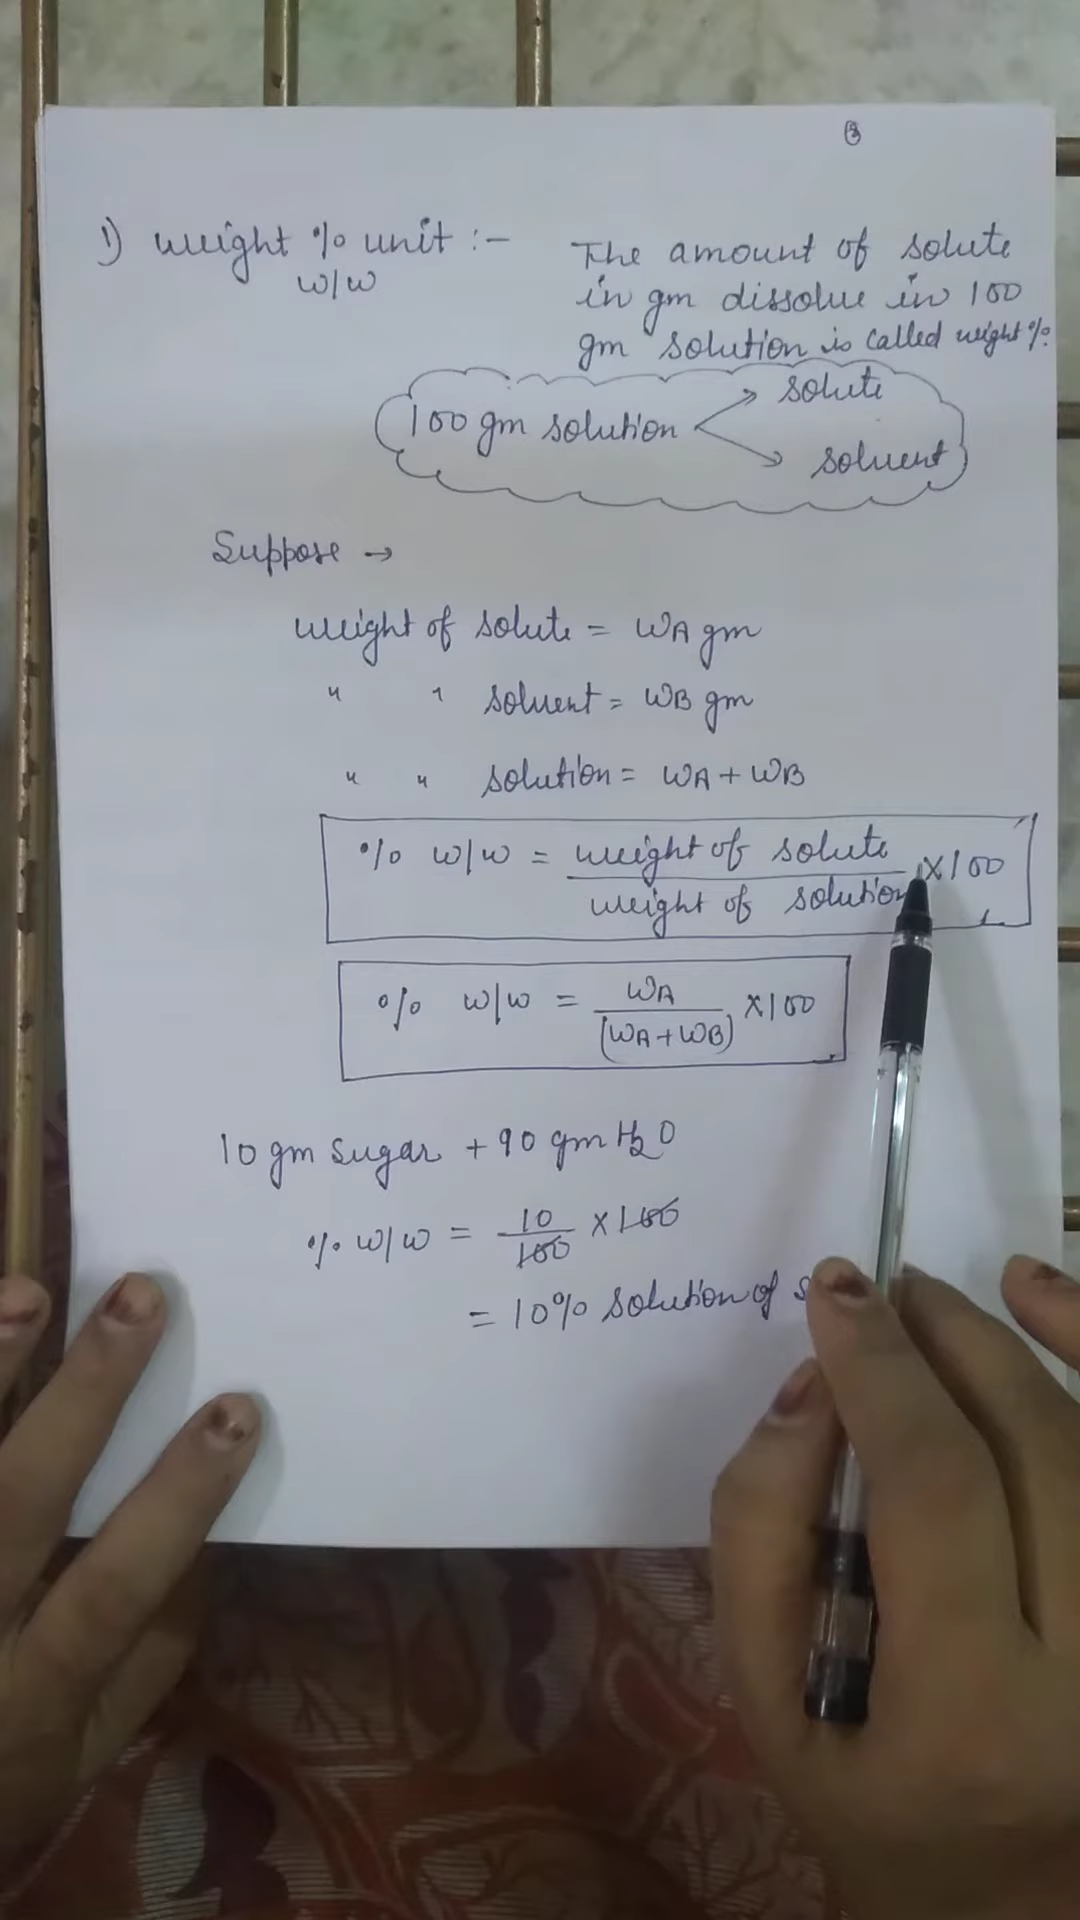 3
1) weight % unit :-
w/w
The amount of solute
in gm dissolve in 100
gm solution is called weight %.
100 gm solution
solute
solvent
Suppose →
weight of solute = WA gm
" " solvent = WB gm
" " solution = WA + WB
% w/w = weight of solute / weight of solution × 100
% w/w = WA / (WA + WB) × 100
10 gm sugar + 90 gm H2O
% w/w = 10 / 100 × 100
= 10% solution of